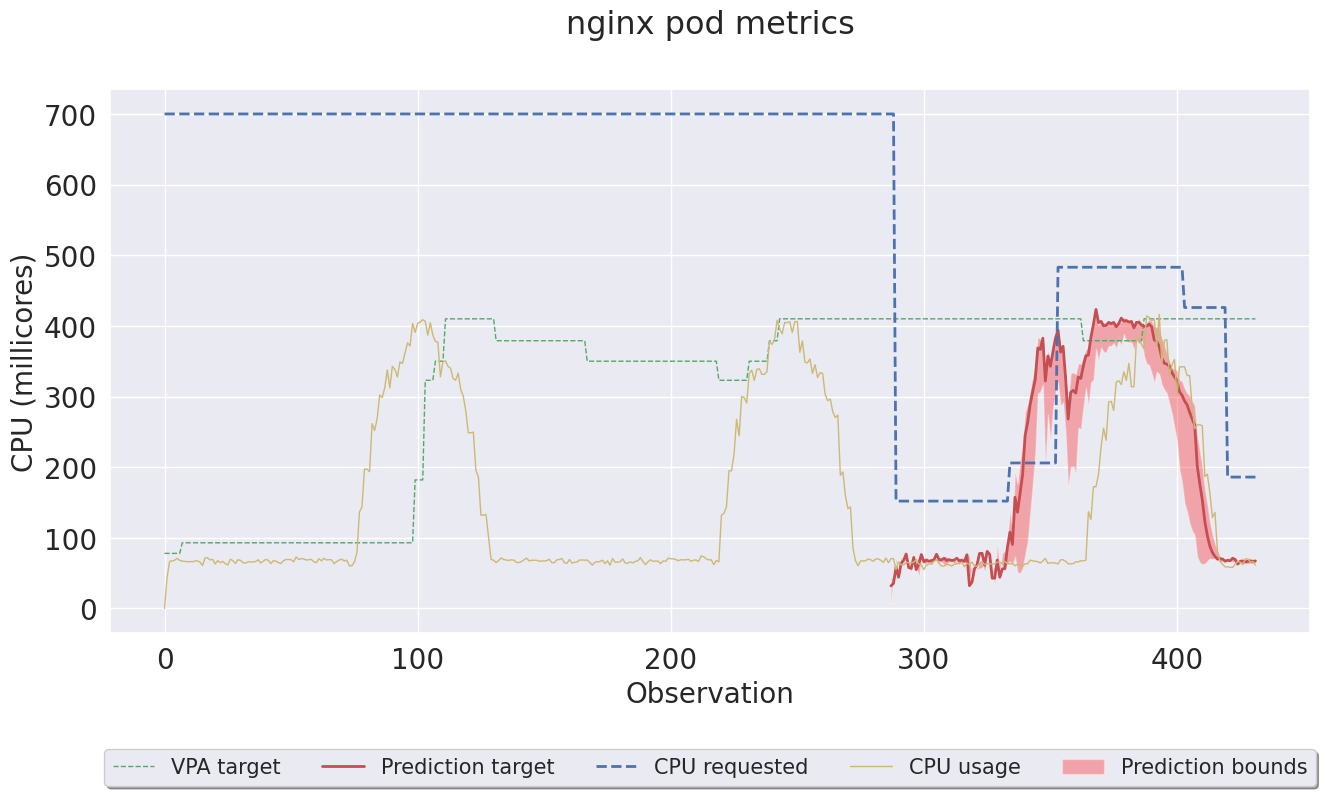 nginx pod metrics
CPU (millicores)
700
600
500
400
300
200
100
0
0 100 200 300 400
Observation
VPA target Prediction target CPU requested CPU usage Prediction bounds